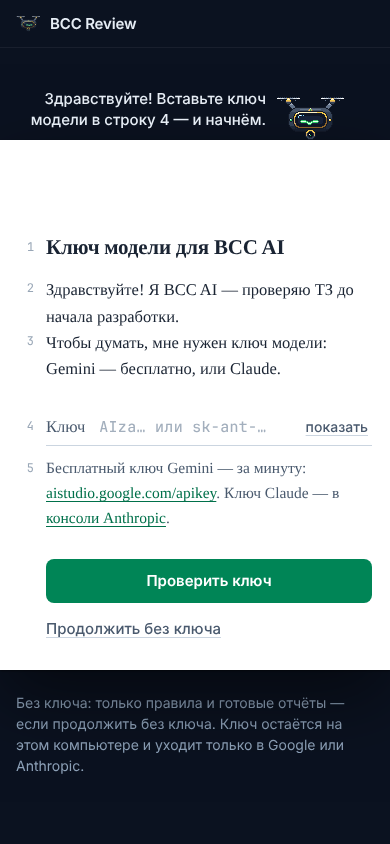 BCC Review
Здравствуйте! Вставьте ключ
модели в строку 4 — и начнём.
1 Ключ модели для BCC AI
2 Здравствуйте! Я BCC AI — проверяю ТЗ до
начала разработки.
3 Чтобы думать, мне нужен ключ модели:
Gemini — бесплатно, или Claude.
4 Ключ AIza… или sk-ant-… показать
5 Бесплатный ключ Gemini — за минуту:
aistudio.google.com/apikey. Ключ Claude — в
консоли Anthropic.
Проверить ключ
Продолжить без ключа
Без ключа: только правила и готовые отчёты —
если продолжить без ключа. Ключ остаётся на
этом компьютере и уходит только в Google или
Anthropic.